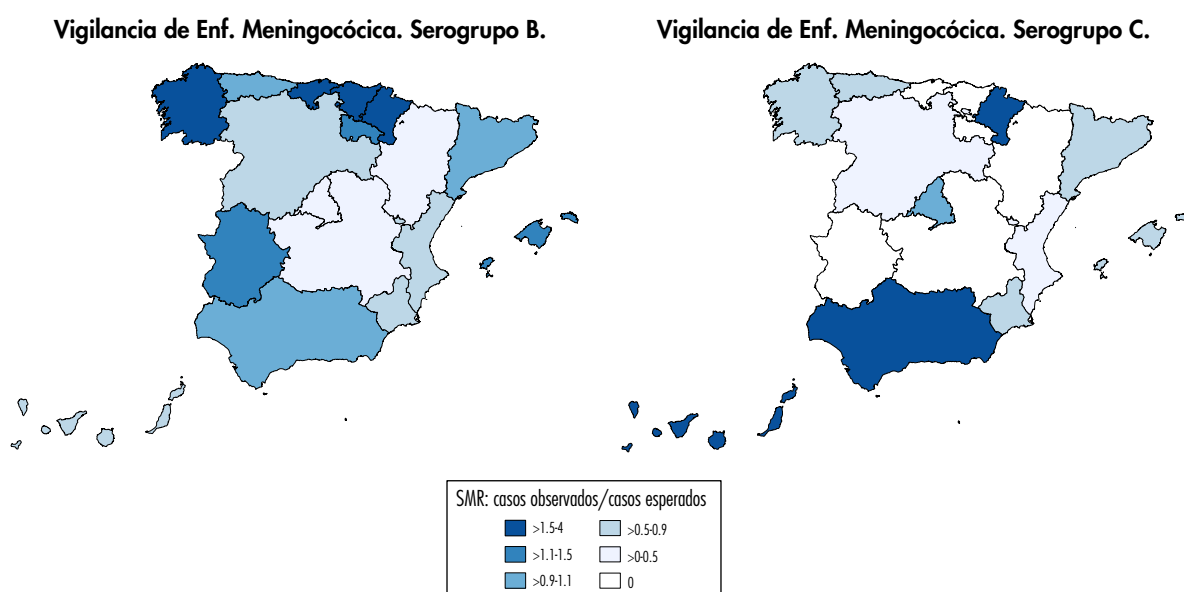 Vigilancia de Enf. Meningocócica. Serogrupo B.
Vigilancia de Enf. Meningocócica. Serogrupo C.
SMR: casos observados/casos esperados
>1.5-4
>0.5-0.9
>1.1-1.5
>0-0.5
>0.9-1.1
0